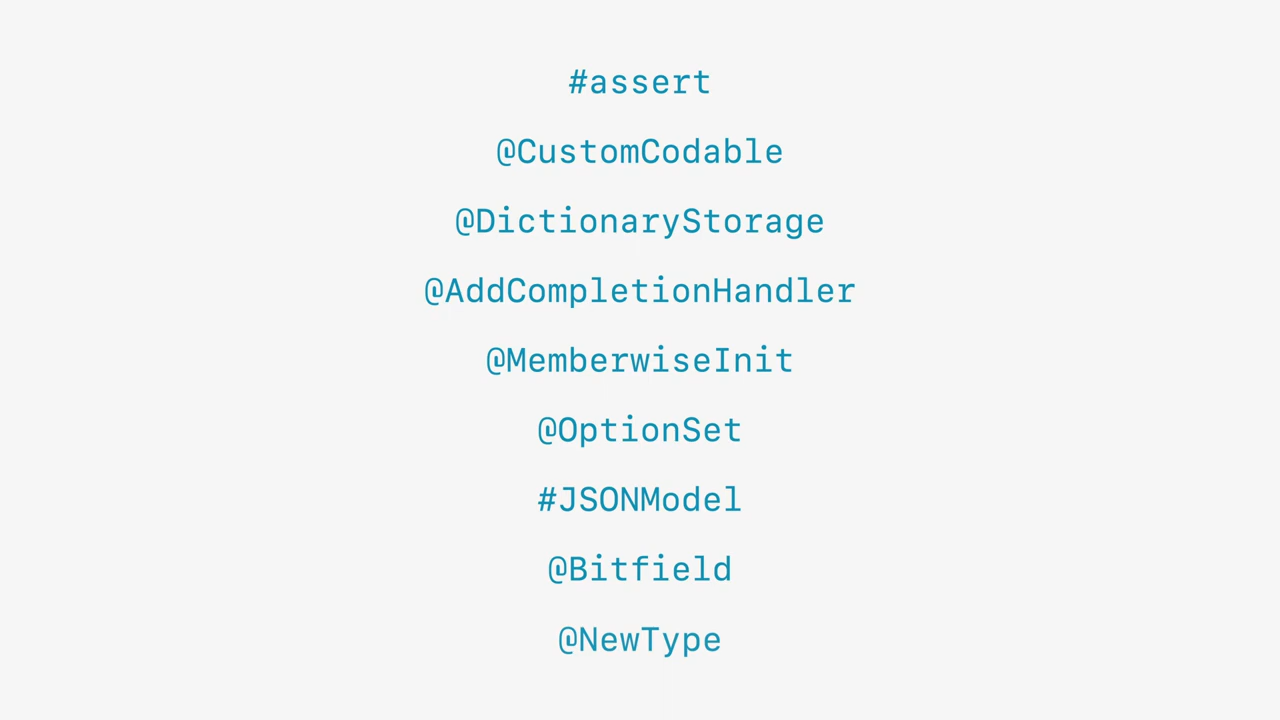 #assert
@CustomCodable
@DictionaryStorage
@AddCompletionHandler
@MemberwiseInit
@OptionSet
#JSONModel
@Bitfield
@NewType